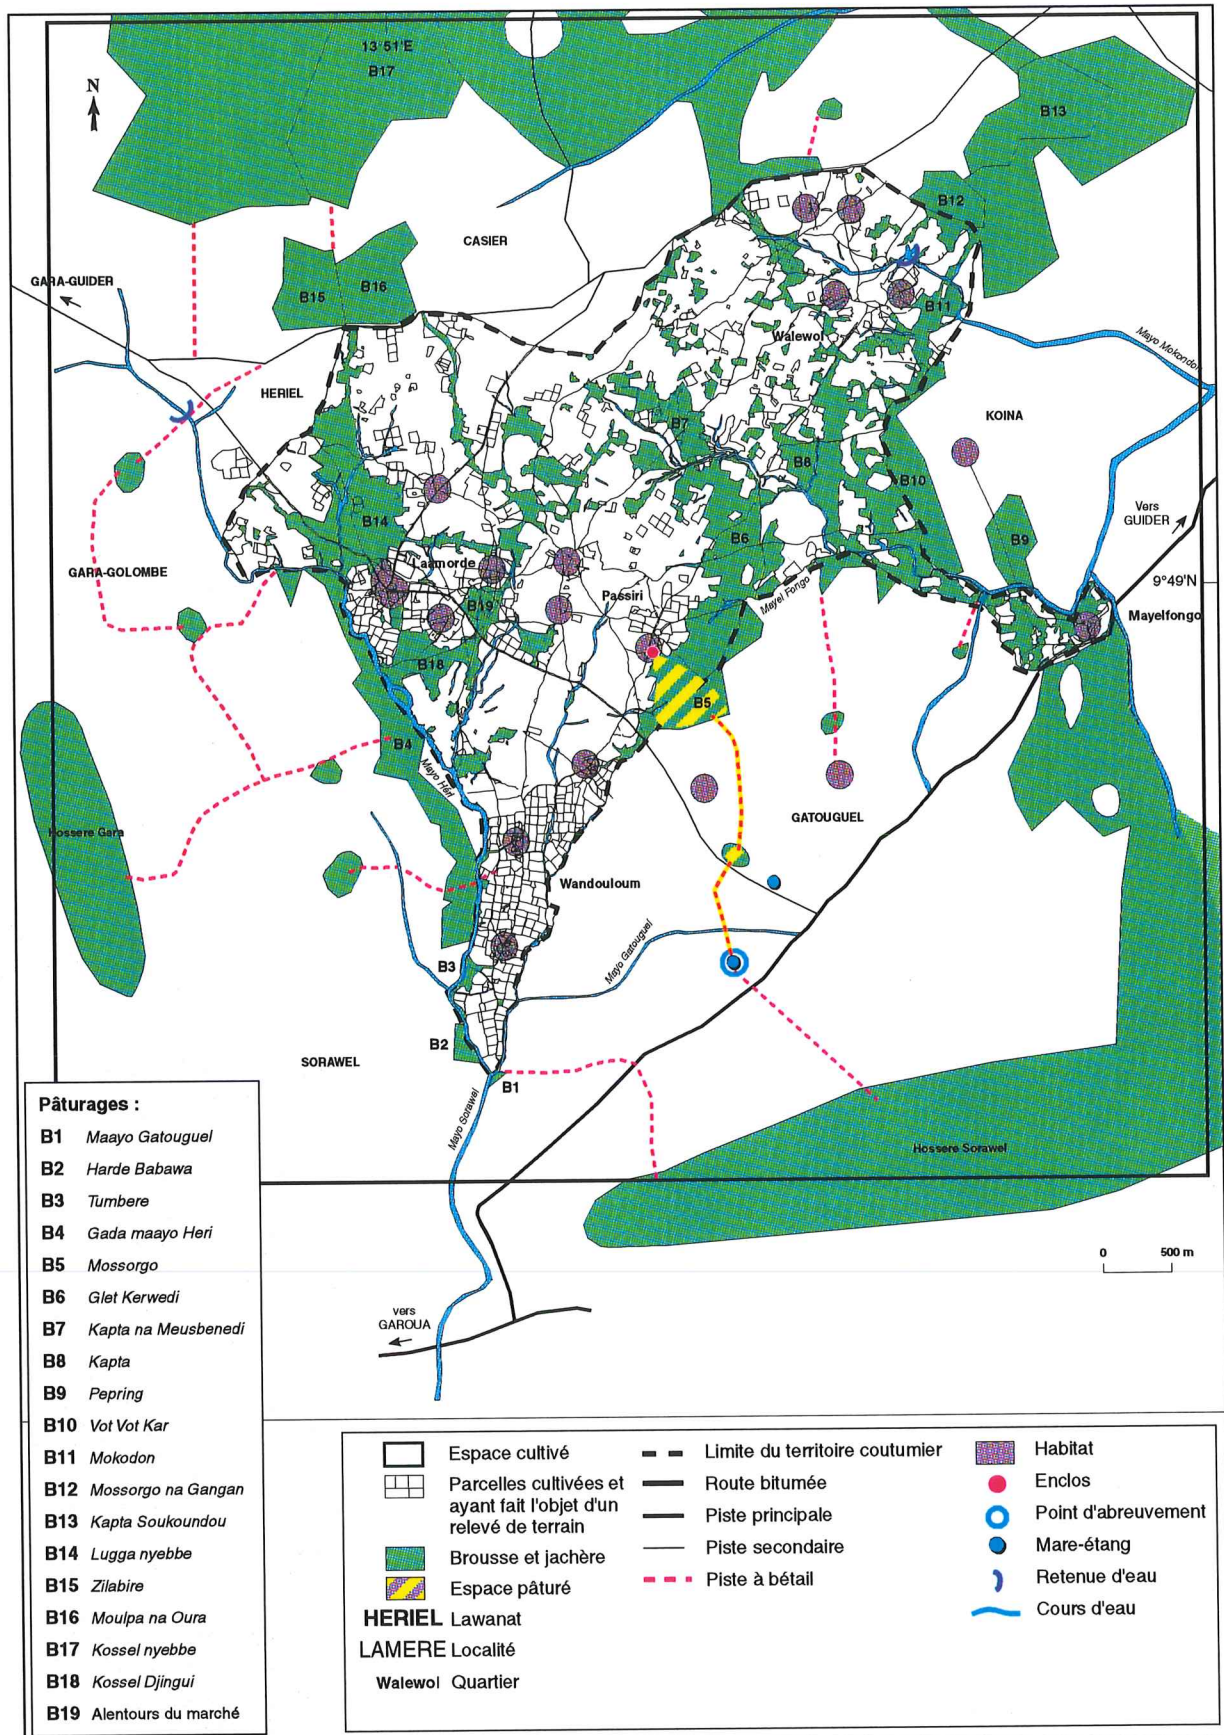 13°51'E
B17
N
B13
B12
CASIER
GARA-GUIDER
B16
B15
B11
Walewol
Mayo Mokondon
HERIEL
KOINA
B7
B8
B10
B14
Vers
GUIDER
B9
B6
Laamorde
GARA-GOLOMBE
9°49'N
Passiri
Mayel Fongo
B19
Mayelfongo
B18
B5
B4
Mayo Héri
Hossere Gara
GATOUGUEL
Wandouloum
Mayo Gatouguel
B3
B2
SORAWEL
B1
Mayo Sorawel
Hossere Sorawel
0 500 m
vers
GAROUA
Pâturages :
B1 Maayo Gatouguel
B2 Harde Babawa
B3 Tumbere
B4 Gada maayo Heri
B5 Mossorgo
B6 Glet Kerwedi
B7 Kapta na Meusbenedi
B8 Kapta
B9 Pepring
B10 Vot Vot Kar
B11 Mokodon
B12 Mossorgo na Gangan
B13 Kapta Soukoundou
B14 Lugga nyebbe
B15 Zilabire
B16 Moulpa na Oura
B17 Kossel nyebbe
B18 Kossel Djingui
B19 Alentours du marché
Espace cultivé
Parcelles cultivées et
ayant fait l'objet d'un
relevé de terrain
Brousse et jachère
Espace pâturé
HERIEL Lawanat
LAMERE Localité
Walewol Quartier
Limite du territoire coutumier
Route bitumée
Piste principale
Piste secondaire
Piste à bétail
Habitat
Enclos
Point d'abreuvement
Mare-étang
Retenue d'eau
Cours d'eau